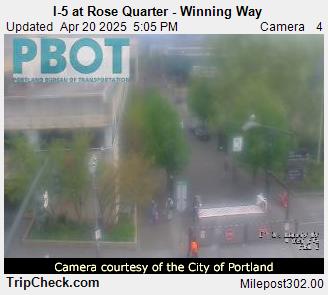 I-5 at Rose Quarter - Winning Way
Updated Apr 20 2025 5:05 PM Camera 4
PBOT
PORTLAND BUREAU OF TRANSPORTATION
Camera courtesy of the City of Portland
TripCheck.com Milepost302.00